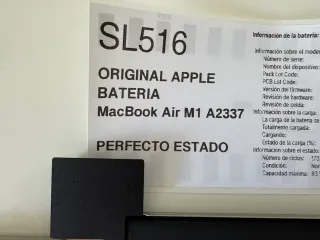 SL516
ORIGINAL APPLE
BATERIA
MacBook Air M1 A2337
PERFECTO ESTADO
Información de la batería:
Información sobre el mode
Número de serie:
Nombre del dispositivo:
Pack Lot Code:
PCB Lot Code:
Versión del firmware:
Revisión de hardware:
Revisión de celda:
Información sobre la carga:
La carga de la batería se
Totalmente cargada:
Cargando:
Estado de la carga (%):
Información sobre el estado:
Número de ciclos:
Condición:
Capacidad máxima: